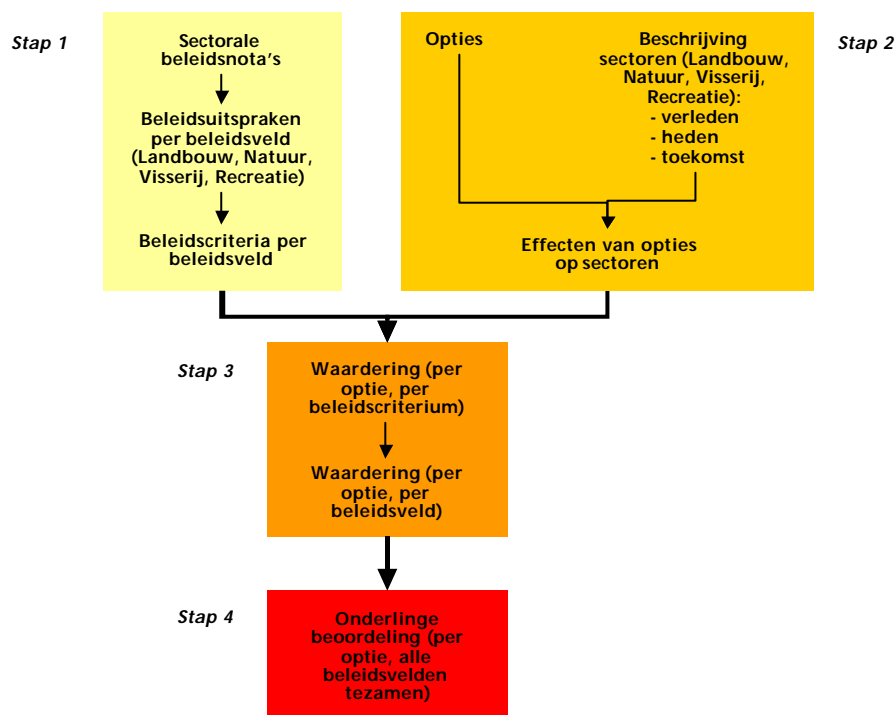 Stap 1
Sectorale
beleidsnota's
Beleidsuitspraken
per beleidsveld
(Landbouw, Natuur,
Visserij, Recreatie)
Beleidscriteria per
beleidsveld
Opties
Beschrijving
sectoren (Landbouw,
Natuur, Visserij,
Recreatie):
- verleden
- heden
- toekomst
Stap 2
Effecten van opties
op sectoren
Stap 3
Waardering (per
optie, per
beleidscriterium)
Waardering (per
optie, per
beleidsveld)
Stap 4
Onderlinge
beoordeling (per
optie, alle
beleidsvelden
tezamen)